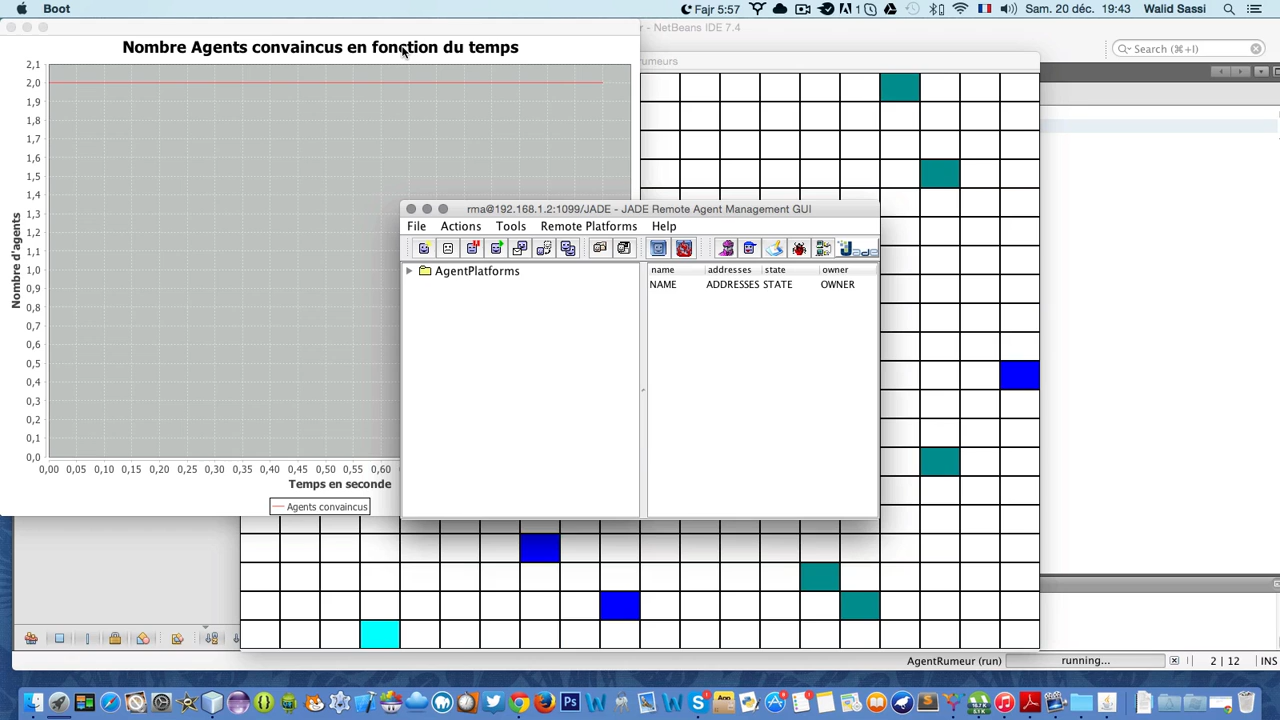 Boot
Fajr 5:57
1
Sam. 20 déc. 19:43
Walid Sassi
- NetBeans IDE 7.4
Search (⌘+I)
rumeurs
Nombre Agents convaincus en fonction du temps
2,1
2,0
1,9
1,8
1,7
1,6
1,5
1,4
1,3
1,2
1,1
1,0
0,9
0,8
0,7
0,6
0,5
0,4
0,3
0,2
0,1
0,0
Nombre d'agents
0,00 0,05 0,10 0,15 0,20 0,25 0,30 0,35 0,40 0,45 0,50 0,55 0,60
Temps en seconde
Agents convaincus
rma@192.168.1.2:1099/JADE - JADE Remote Agent Management GUI
File Actions Tools Remote Platforms Help
AgentPlatforms
name addresses state owner
NAME ADDRESSES STATE OWNER
AgentRumeur (run)
running...
2 | 12
INS